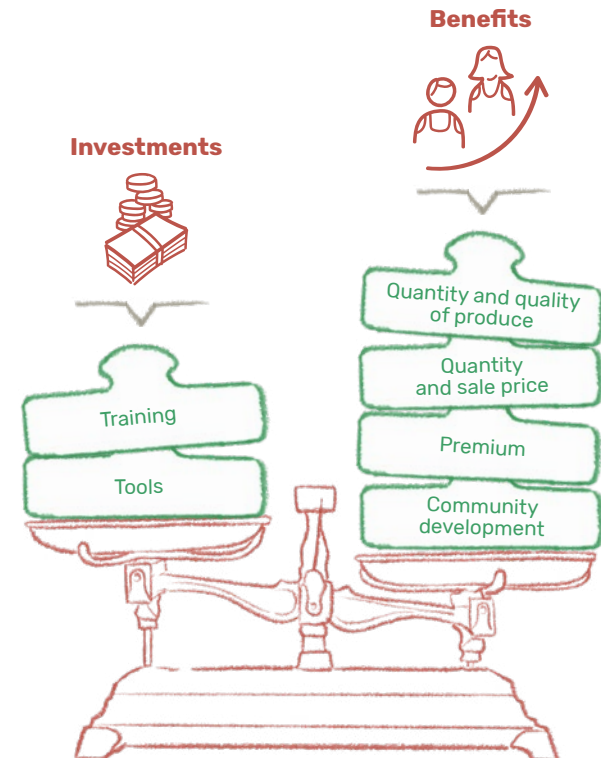 Benefits
Investments
Quantity and quality
of produce
Quantity
and sale price
Premium
Community
development
Training
Tools